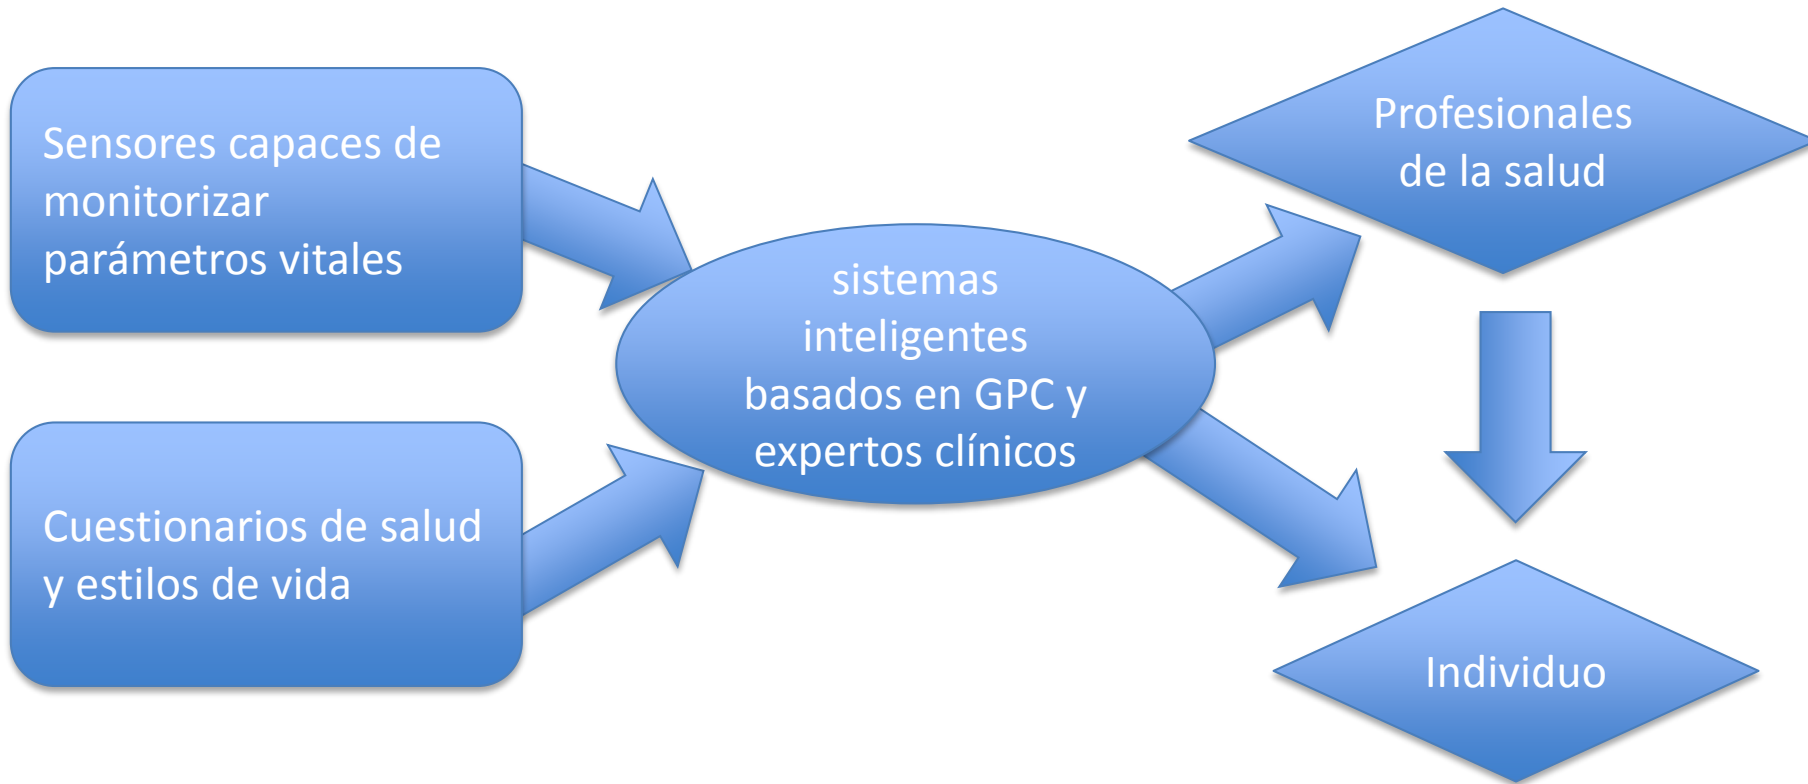 Sensores capaces de
monitorizar
parámetros vitales
Cuestionarios de salud
y estilos de vida
sistemas
inteligentes
basados en GPC y
expertos clínicos
Profesionales
de la salud
Individuo